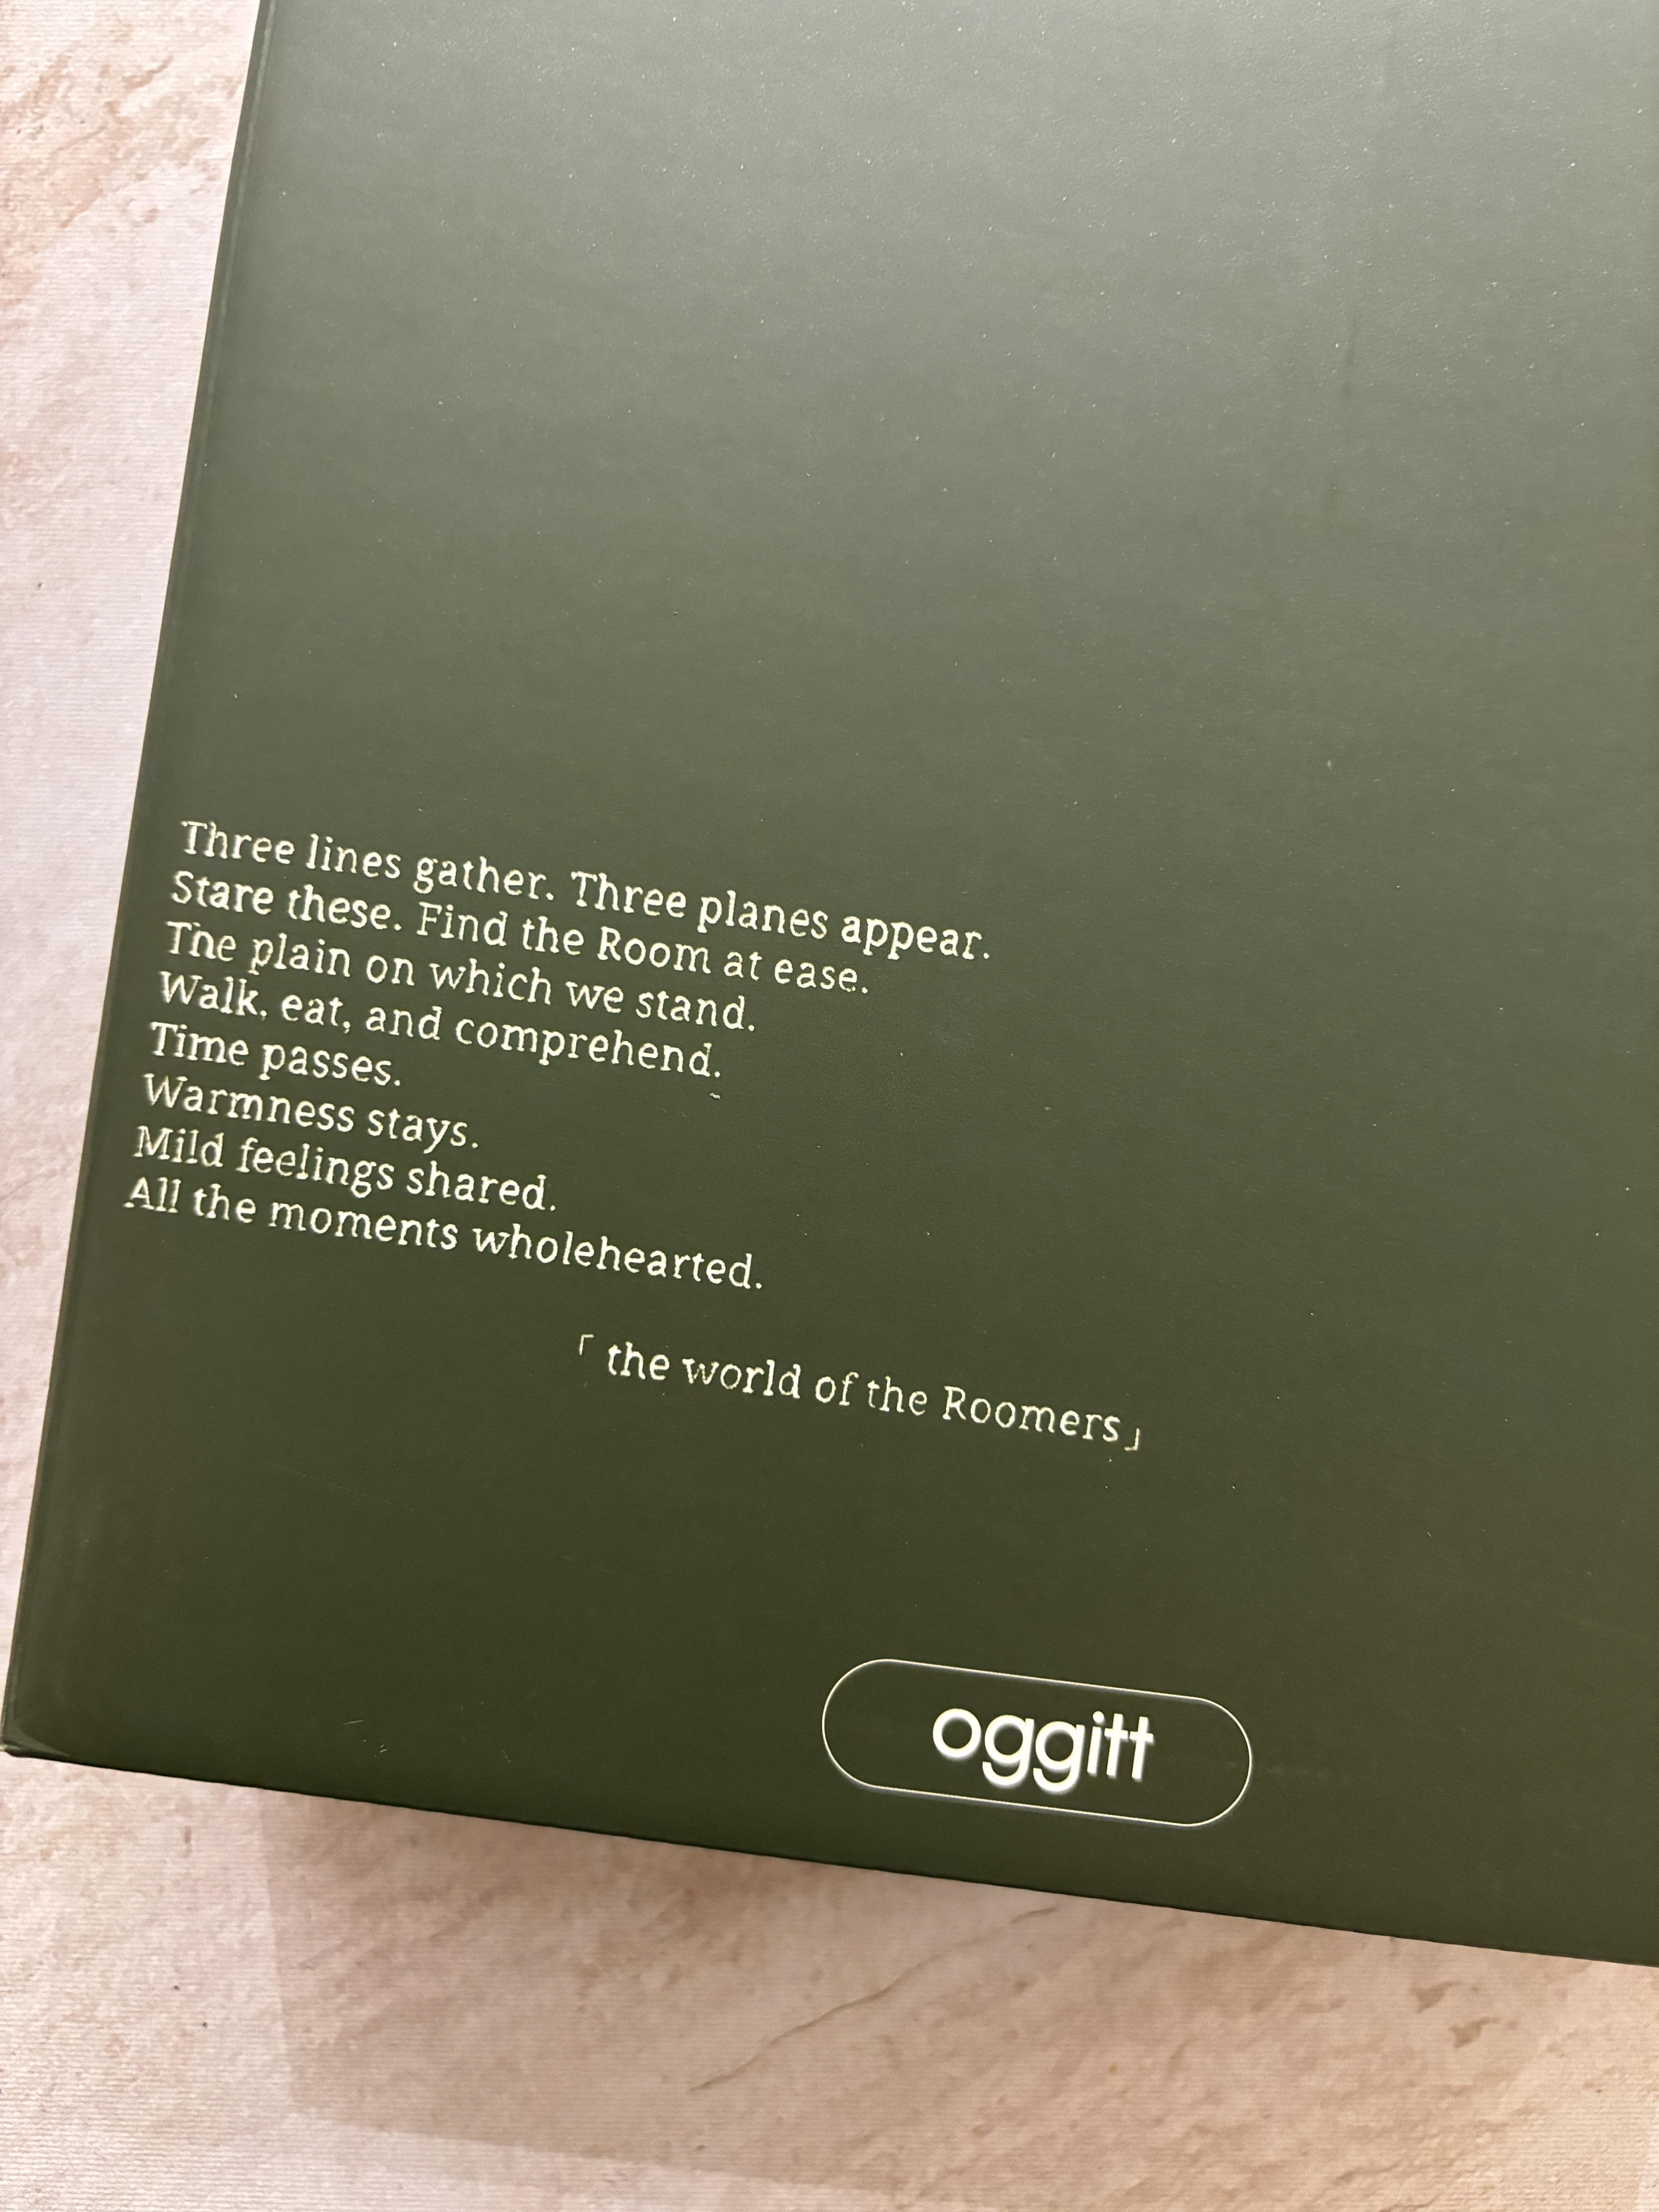 Three lines gather. Three planes appear.
Stare these. Find the Room at ease.
The plain on which we stand.
Walk, eat, and comprehend.
Time passes.
Warmness stays.
Mild feelings shared.
All the moments wholehearted.
「 the world of the Roomers」
oggitt